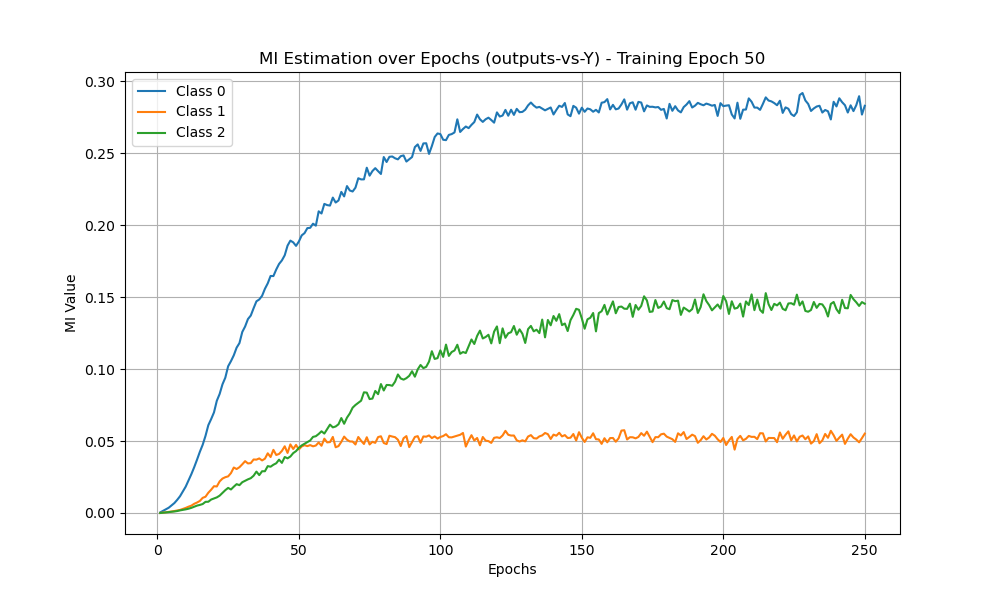 MI Estimation over Epochs (outputs-vs-Y) - Training Epoch 50
Class 0
Class 1
Class 2
MI Value
0.30
0.25
0.20
0.15
0.10
0.05
0.00
0 50 100 150 200 250
Epochs